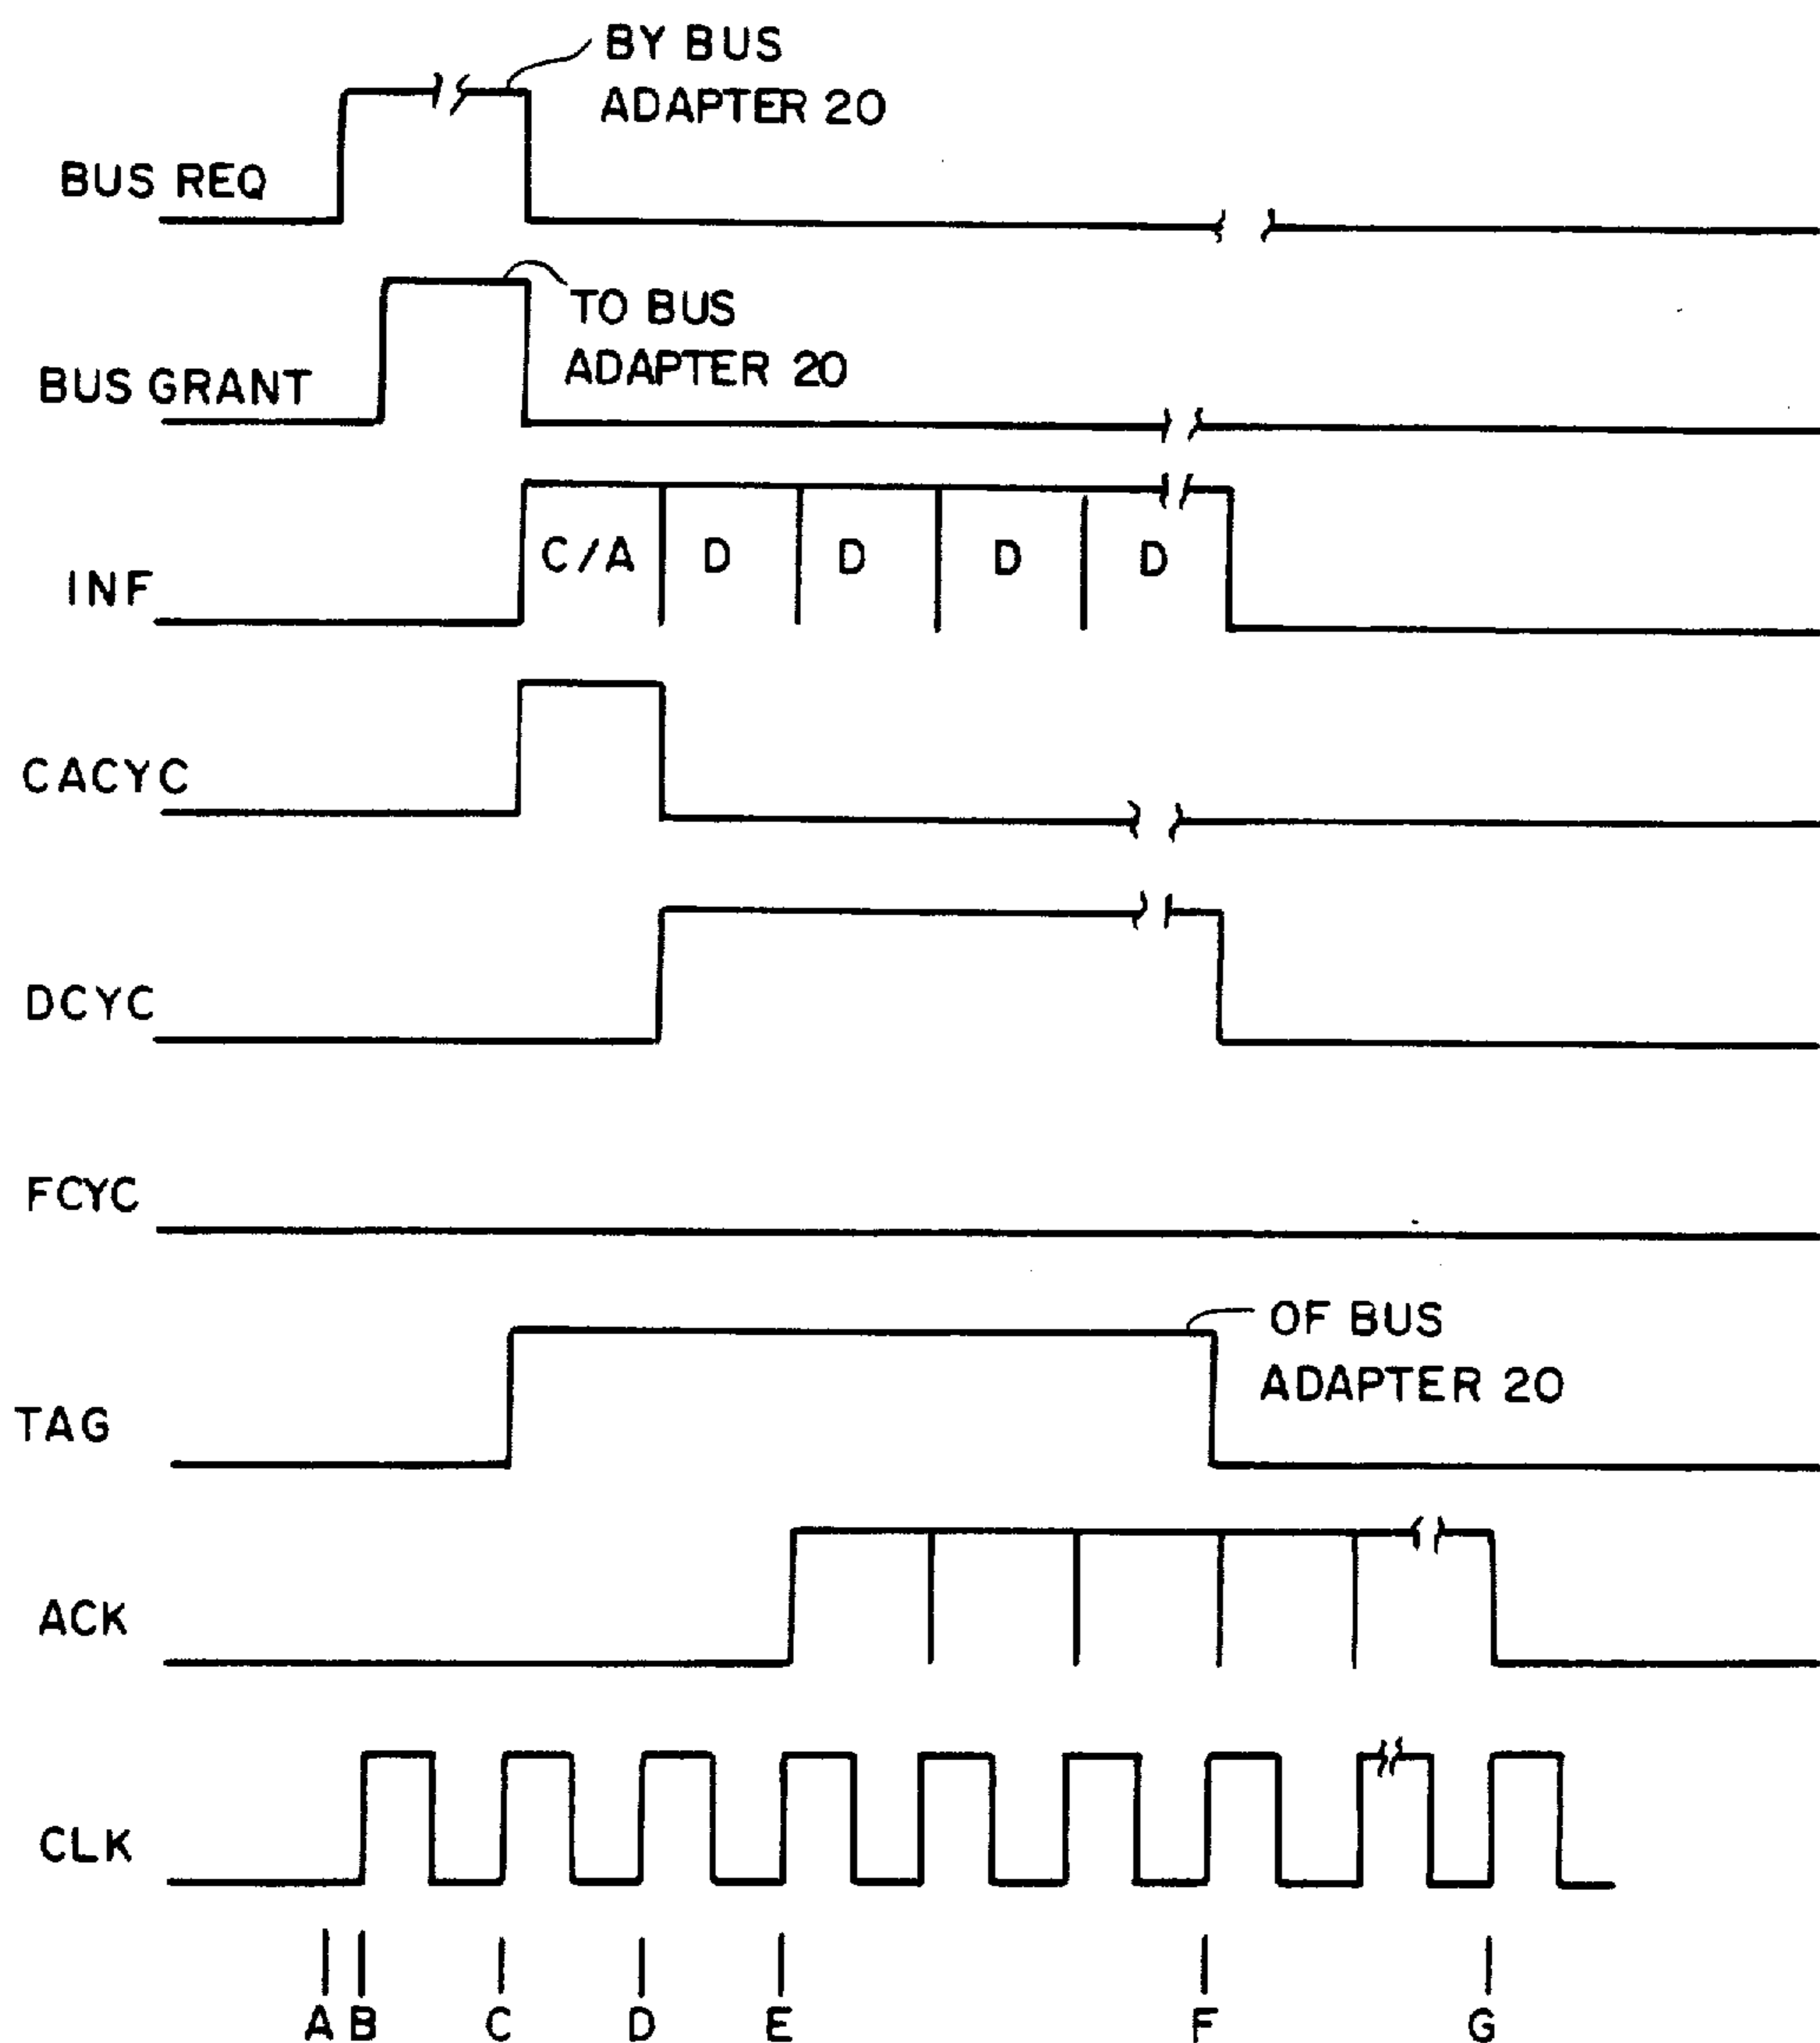 BY BUS
ADAPTER 20
BUS REQ
TO BUS
ADAPTER 20
BUS GRANT
C/A D D D D
INF
CACYC
DCYC
FCYC
OF BUS
ADAPTER 20
TAG
ACK
CLK
A B C D E F G